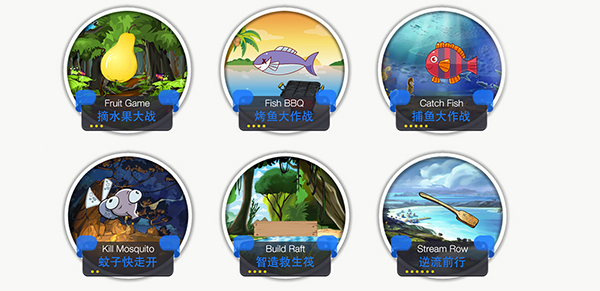 Fruit Game
摘水果大战
Fish BBQ
烤鱼大作战
Catch Fish
捕鱼大作战
Kill Mosquito
蚊子快走开
Build Raft
智造救生筏
Stream Row
逆流前行